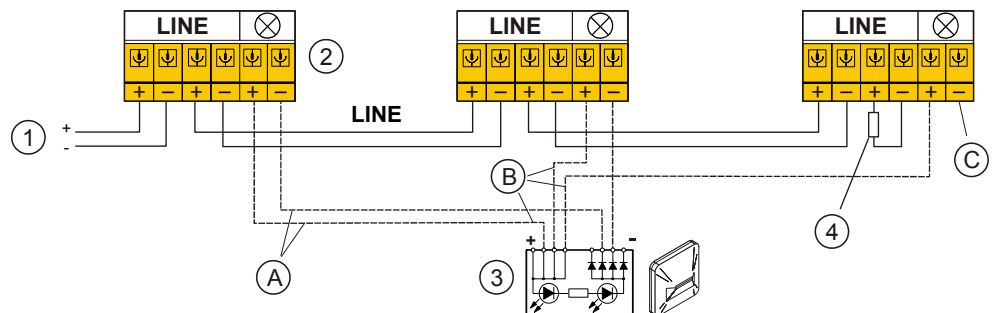 LINE LINE LINE
2
+ − + − + − + − + − + − + − + − + −
LINE
1 + -
B C
4
+ -
3
A